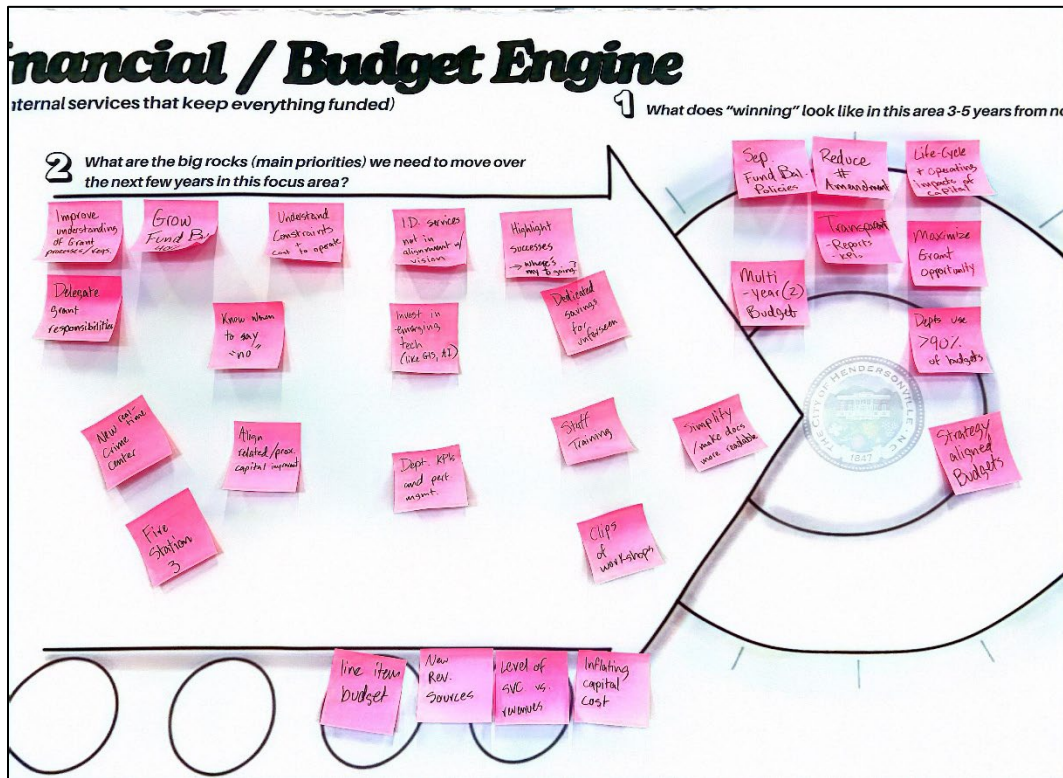 inancial / Budget Engine
nternal services that keep everything funded)
1 What does "winning" look like in this area 3-5 years from no
2 What are the big rocks (main priorities) we need to move over
the next few years in this focus area?
Improve
understanding
of Grant
processes/reqs.
Grow
Fund Bal
Understand
Constraints
cost to operate
I.D. services
not in
alignment w/
vision
Highlight
Successes
→ Where's
my $ going?
Delegate
grant
responsibilities
Know when
to say
"no"
Invest in
emerging
tech
(like GIS, AI)
Dedicated
savings
for unforseen
New real-time
Crime
Center
Align
related/prox.
capital improvement
Dept. KPIs
and perf.
mgmt.
Staff
Training
Simplify
/make docs
more readable
Fire
Station
3
Clips
of
workshops
line item
budget
New
Rev.
Sources
Level of
svc. vs.
revenues
Inflating
capital
cost
Sep.
Fund Bal.
Policies
Reduce
#
Amendment
Life-Cycle
+ operating
impacts of
capital
Transparent
- Reports
- KPIs
Maximize
Grant
opportunity
Multi
-year (2)
Budget
Depts use
>90%
of budgets
Strategy
aligned
Budgets
THE CITY OF HENDERSONVILLE, NC
1847